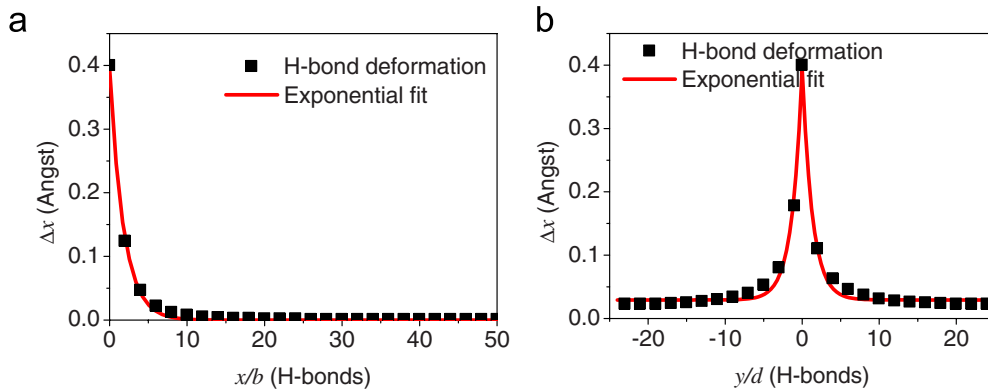 a
0.4
0.3
0.2
0.1
0.0
Δx (Angst)
H-bond deformation
Exponential fit
0 10 20 30 40 50
x/b (H-bonds)
b
0.4
0.3
0.2
0.1
0.0
Δx (Angst)
H-bond deformation
Exponential fit
-20 -10 0 10 20
y/d (H-bonds)